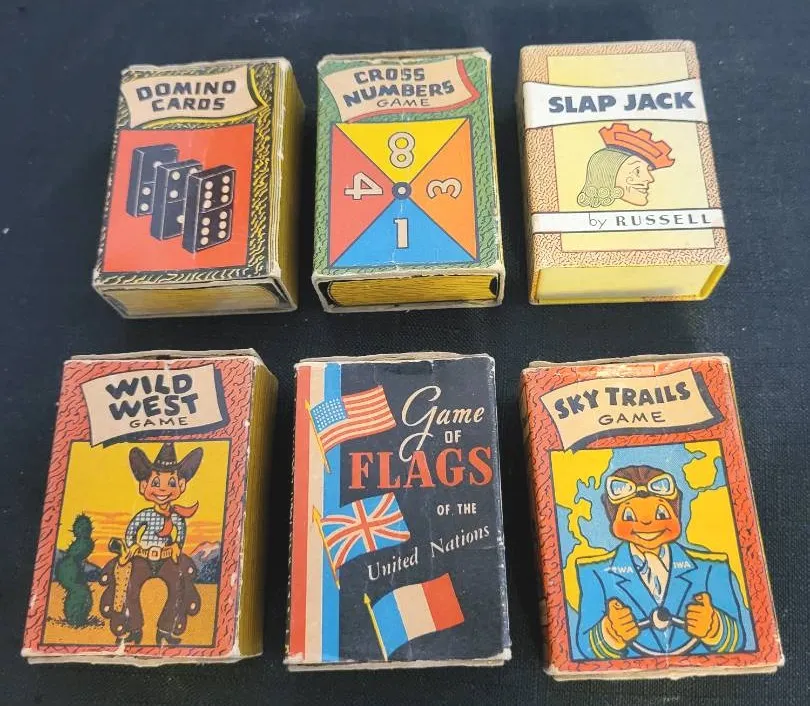 DOMINO
CARDS
CROSS
NUMBERS
GAME
8
4
3
1
SLAP JACK
by RUSSELL
WILD
WEST
GAME
Game
OF
FLAGS
OF THE
United Nations
SKY TRAILS
GAME
TWA